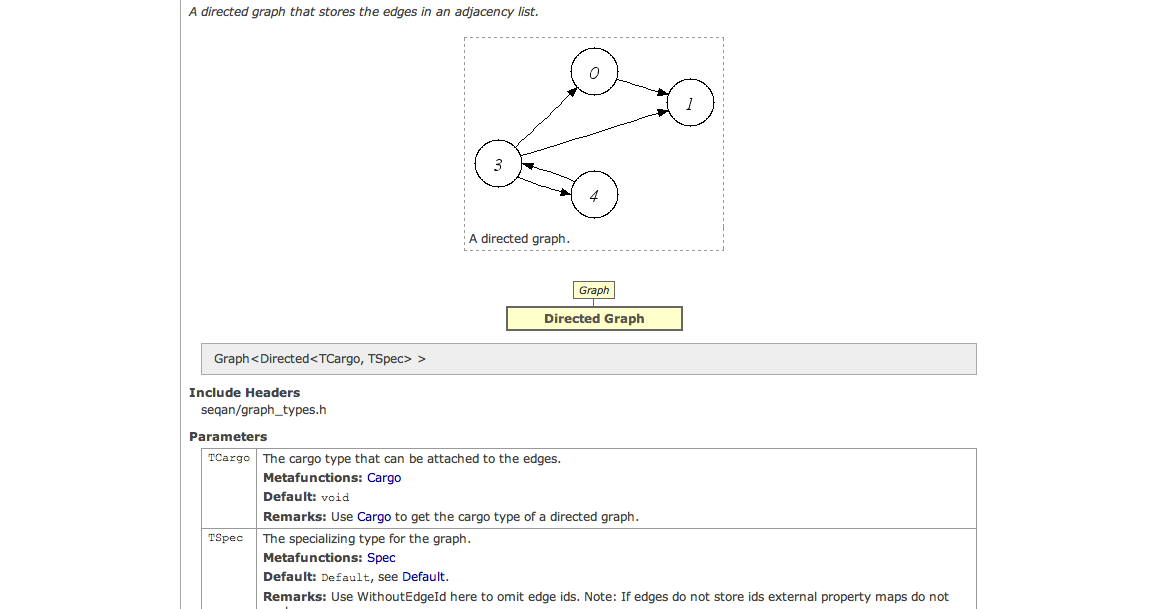 A directed graph that stores the edges in an adjacency list.
0
1
3
4
A directed graph.
Graph
Directed Graph
Graph<Directed<TCargo, TSpec> >
Include Headers
seqan/graph_types.h
Parameters
TCargo The cargo type that can be attached to the edges.
Metafunctions: Cargo
Default: void
Remarks: Use Cargo to get the cargo type of a directed graph.
TSpec The specializing type for the graph.
Metafunctions: Spec
Default: Default, see Default.
Remarks: Use WithoutEdgeId here to omit edge ids. Note: If edges do not store ids external property maps do not